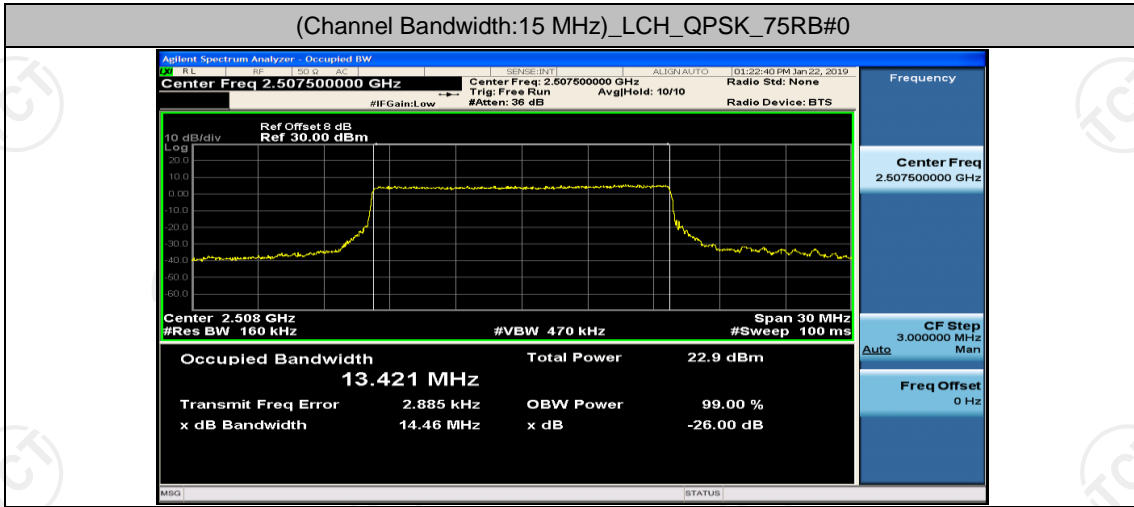 (Channel Bandwidth:15 MHz)_LCH_QPSK_75RB#0
Agilent Spectrum Analyzer - Occupied BW
LXI RL RF 50 Ω AC SENSE:INT ALIGN AUTO 01:22:40 PM Jan 22, 2019
Center Freq 2.507500000 GHz Center Freq: 2.507500000 GHz Radio Std: None
Trig: Free Run Avg|Hold: 10/10
#IFGain:Low #Atten: 36 dB Radio Device: BTS
Frequency
Ref Offset 8 dB
10 dB/div Ref 30.00 dBm
Log
20.0
10.0
0.00
-10.0
-20.0
-30.0
-40.0
-50.0
-60.0
Center 2.508 GHz Span 30 MHz
#Res BW 160 kHz #VBW 470 kHz #Sweep 100 ms
Center Freq
2.507500000 GHz
CF Step
3.000000 MHz
Auto Man
Freq Offset
0 Hz
Occupied Bandwidth Total Power 22.9 dBm
13.421 MHz
Transmit Freq Error 2.885 kHz OBW Power 99.00 %
x dB Bandwidth 14.46 MHz x dB -26.00 dB
MSG STATUS
TCT
TCT
TCT
TCT